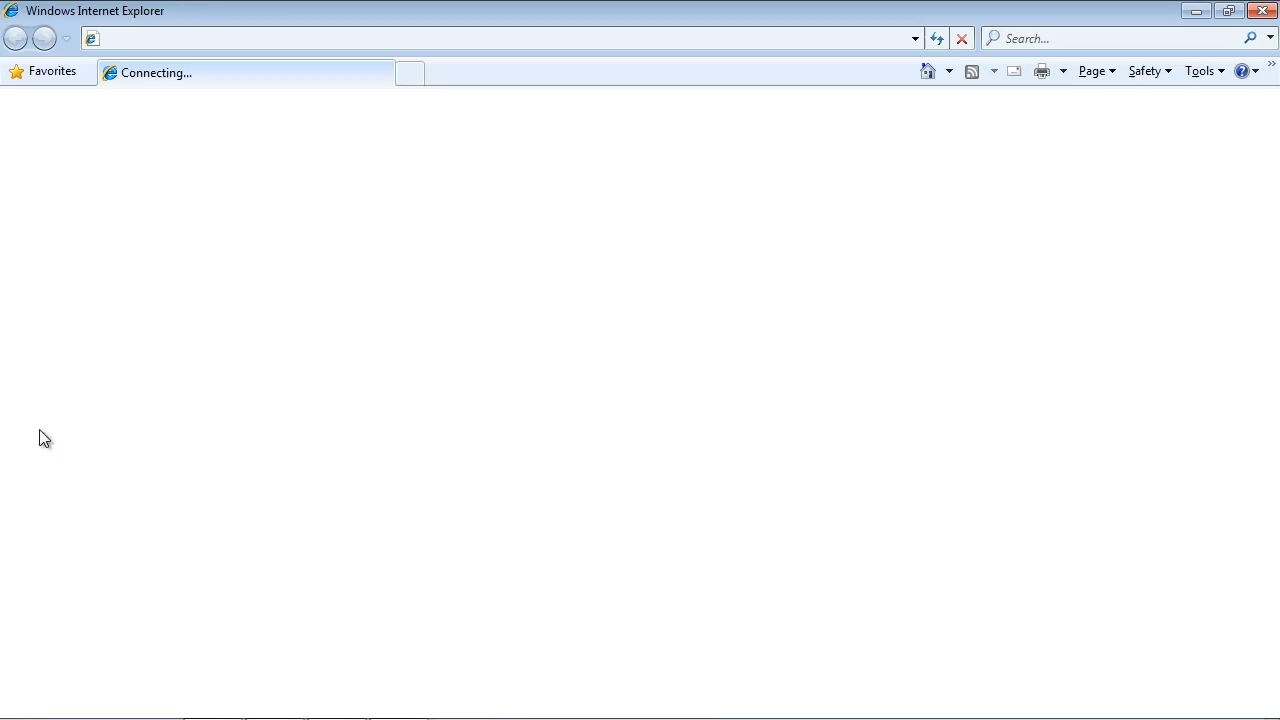 Windows Internet Explorer
Search...
Favorites
Connecting...
Page
Safety
Tools